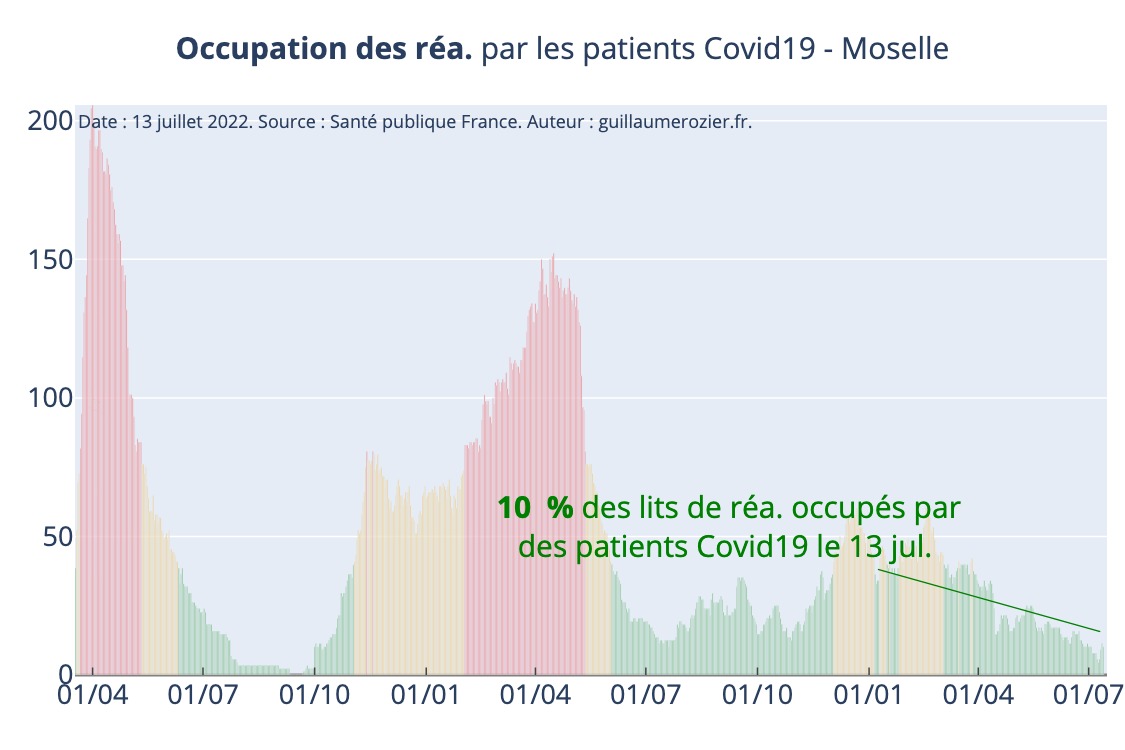 Occupation des réa. par les patients Covid19 - Moselle
200
Date : 13 juillet 2022. Source : Santé publique France. Auteur : guillaumerozier.fr.
150
100
10 % des lits de réa. occupés par
des patients Covid19 le 13 jul.
50
0
01/04 01/07 01/10 01/01 01/04 01/07 01/10 01/01 01/04 01/07